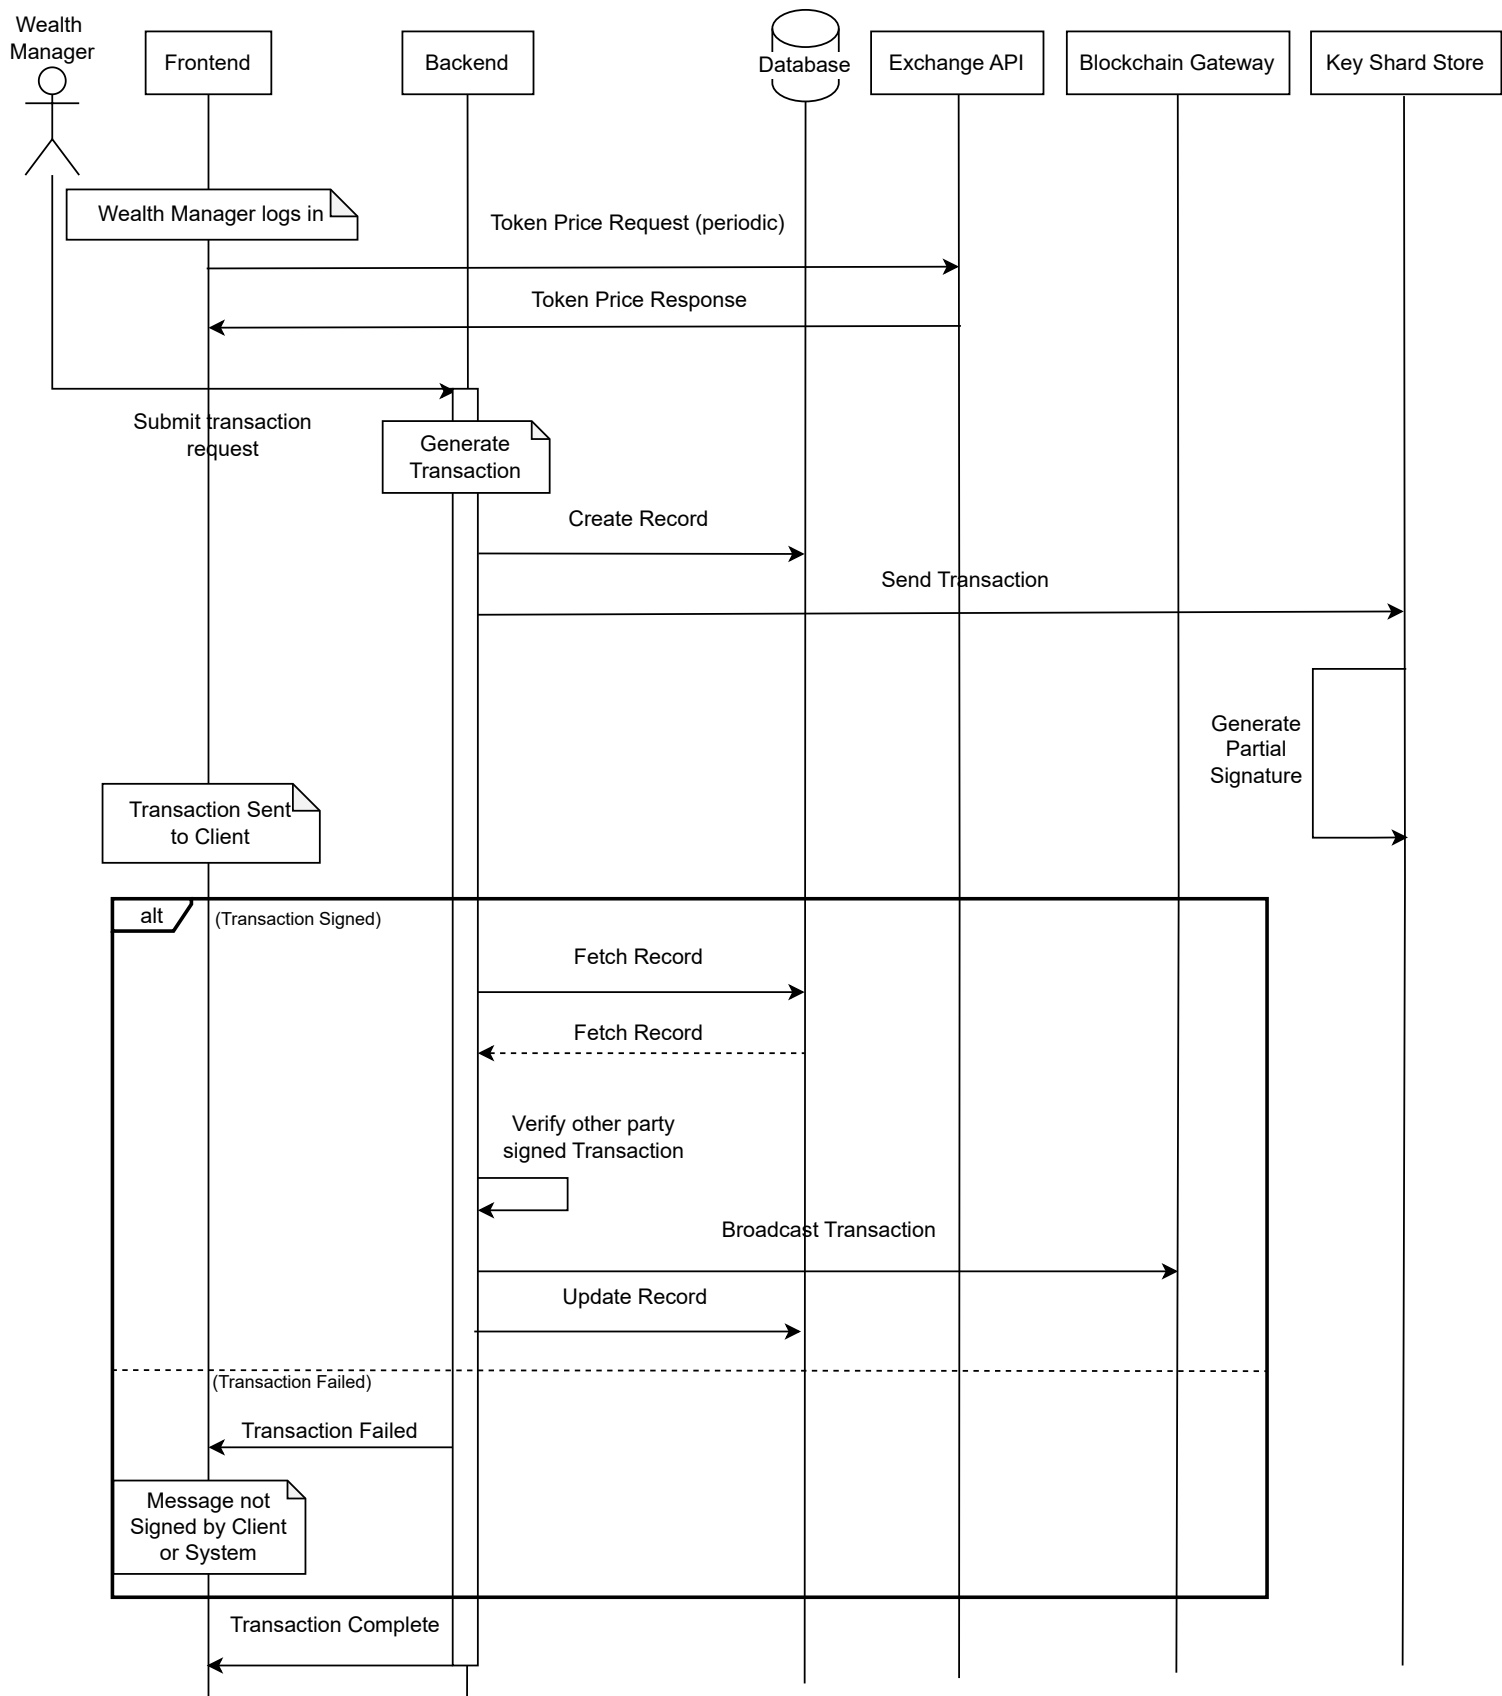 Wealth
Manager
Frontend
Backend
Database
Exchange API
Blockchain Gateway
Key Shard Store
Wealth Manager logs in
Token Price Request (periodic)
Token Price Response
Submit transaction
request
Generate
Transaction
Create Record
Send Transaction
Generate
Partial
Signature
Transaction Sent
to Client
alt
(Transaction Signed)
Fetch Record
Fetch Record
Verify other party
signed Transaction
Broadcast Transaction
Update Record
(Transaction Failed)
Transaction Failed
Message not
Signed by Client
or System
Transaction Complete